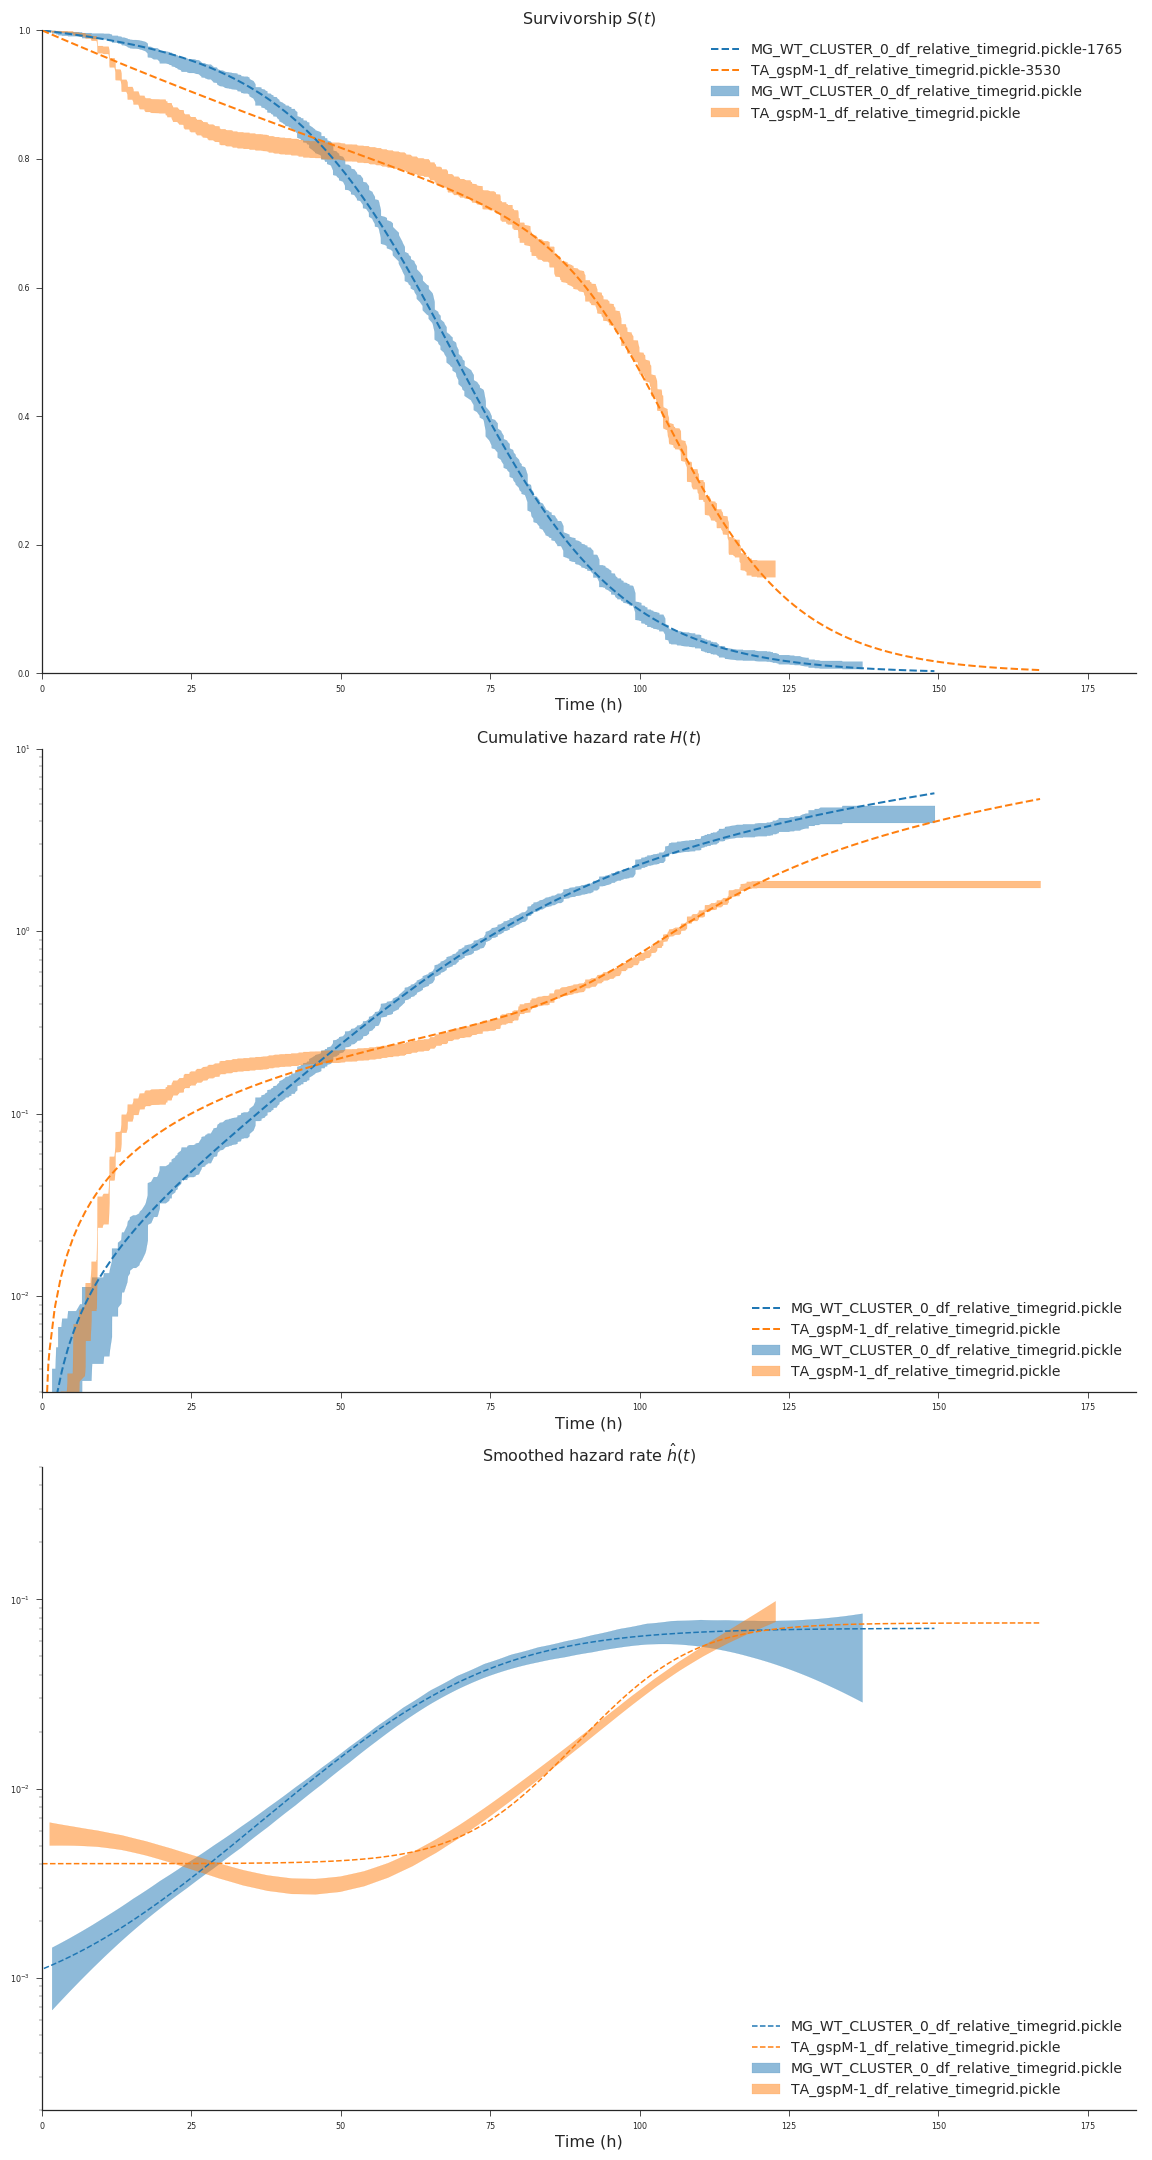 Survivorship S(t)
MG_WT_CLUSTER_0_df_relative_timegrid.pickle-1765
TA_gspM-1_df_relative_timegrid.pickle-3530
MG_WT_CLUSTER_0_df_relative_timegrid.pickle
TA_gspM-1_df_relative_timegrid.pickle
1.0
0.8
0.6
0.4
0.2
0.0
0 25 50 75 100 125 150 175
Time (h)
Cumulative hazard rate H(t)
10¹
10⁰
10⁻¹
10⁻²
MG_WT_CLUSTER_0_df_relative_timegrid.pickle
TA_gspM-1_df_relative_timegrid.pickle
MG_WT_CLUSTER_0_df_relative_timegrid.pickle
TA_gspM-1_df_relative_timegrid.pickle
0 25 50 75 100 125 150 175
Time (h)
Smoothed hazard rate ĥ(t)
10⁻¹
10⁻²
10⁻³
MG_WT_CLUSTER_0_df_relative_timegrid.pickle
TA_gspM-1_df_relative_timegrid.pickle
MG_WT_CLUSTER_0_df_relative_timegrid.pickle
TA_gspM-1_df_relative_timegrid.pickle
0 25 50 75 100 125 150 175
Time (h)